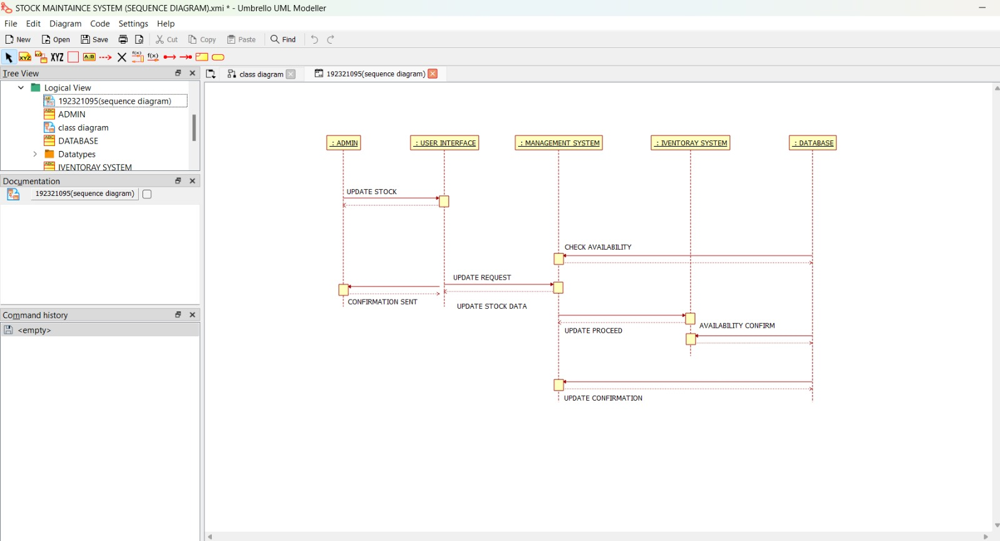 STOCK MAINTAINCE SYSTEM (SEQUENCE DIAGRAM).xmi * - Umbrello UML Modeller
File Edit Diagram Code Settings Help
New Open Save Cut Copy Paste Find
XYZ XYZ XYZ A:B f(x) f(x)
Tree View
class diagram
192321095(sequence diagram)
Logical View
192321095(sequence diagram)
ADMIN
class diagram
DATABASE
Datatypes
IVENTORAY SYSTEM
Documentation
192321095(sequence diagram)
Command history
<empty>
: ADMIN
: USER INTERFACE
: MANAGEMENT SYSTEM
: IVENTORAY SYSTEM
: DATABASE
UPDATE STOCK
CHECK AVAILABILITY
UPDATE REQUEST
CONFIRMATION SENT
UPDATE STOCK DATA
AVAILABILITY CONFIRM
UPDATE PROCEED
UPDATE CONFIRMATION